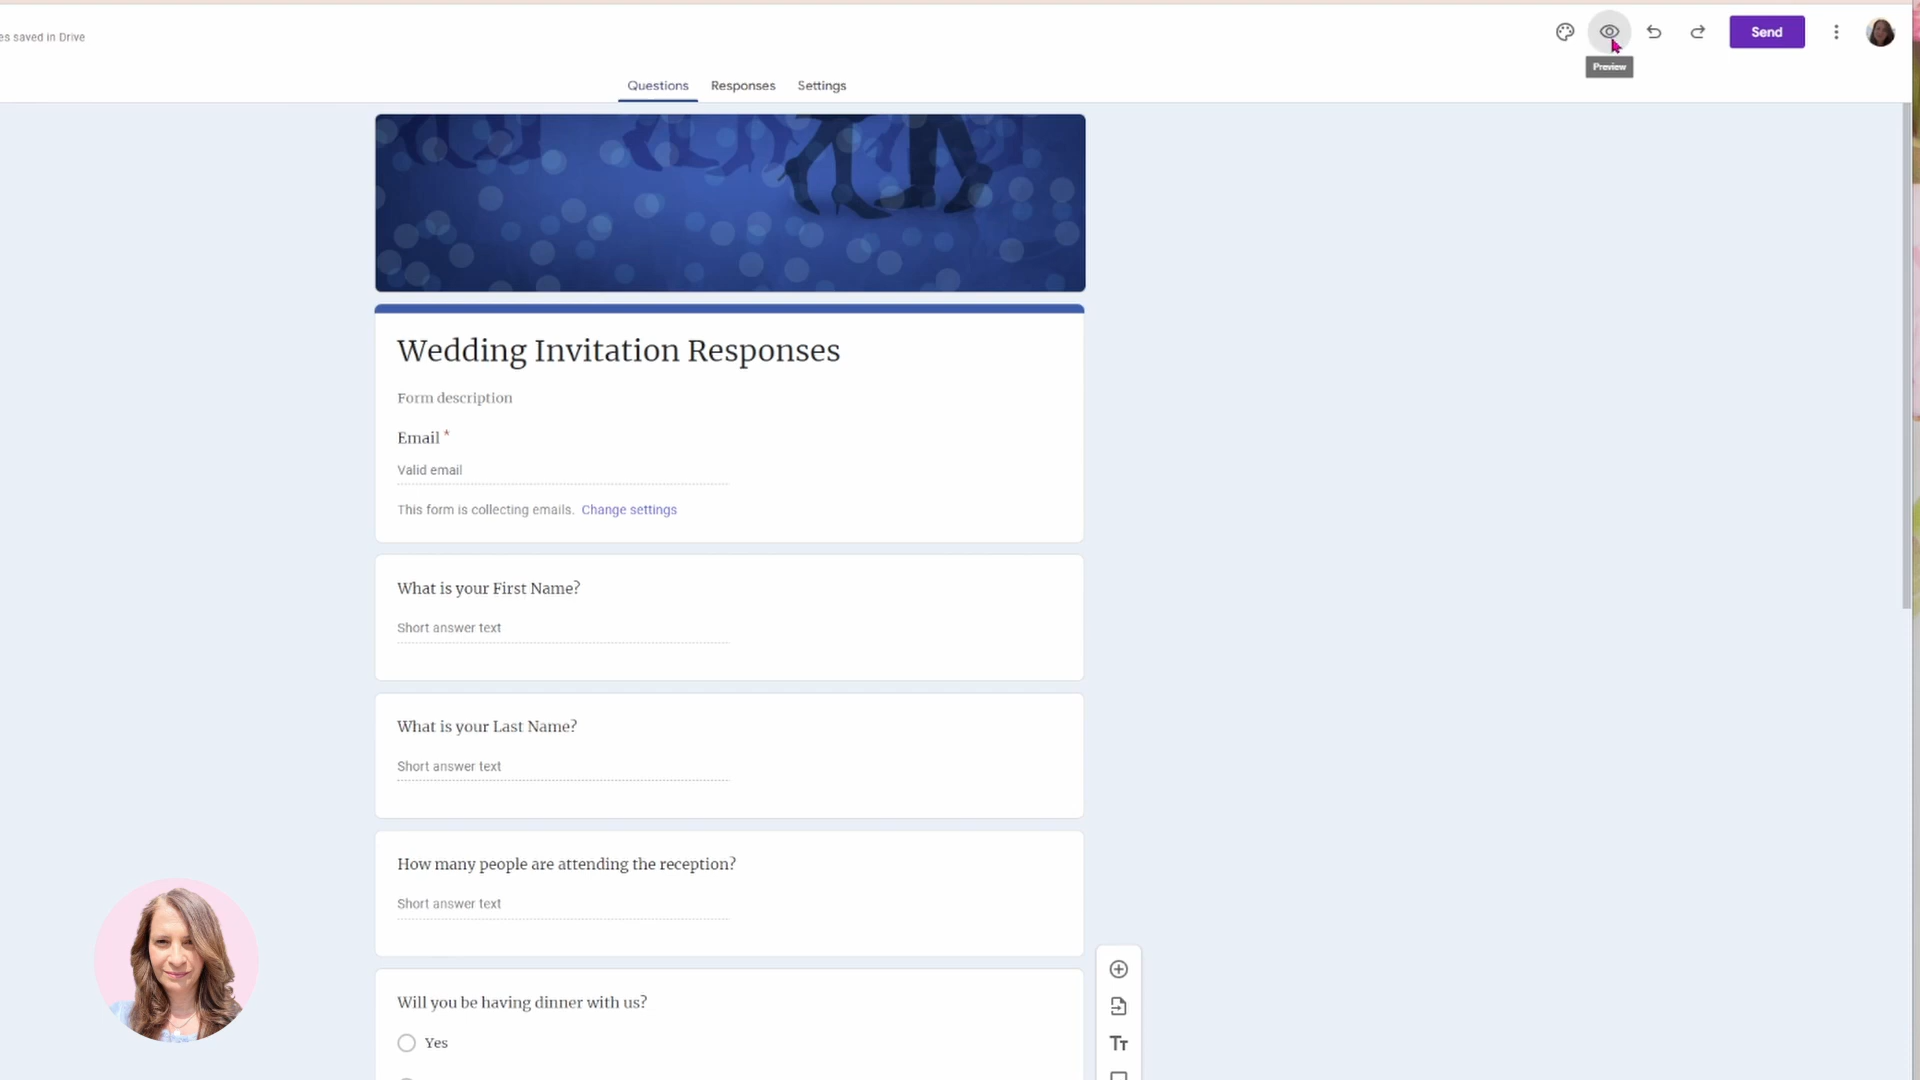 es saved in Drive
Send
Preview
Questions
Responses
Settings
Wedding Invitation Responses
Form description
Email *
Valid email
This form is collecting emails. Change settings
What is your First Name?
Short answer text
What is your Last Name?
Short answer text
How many people are attending the reception?
Short answer text
Will you be having dinner with us?
Yes
Tт